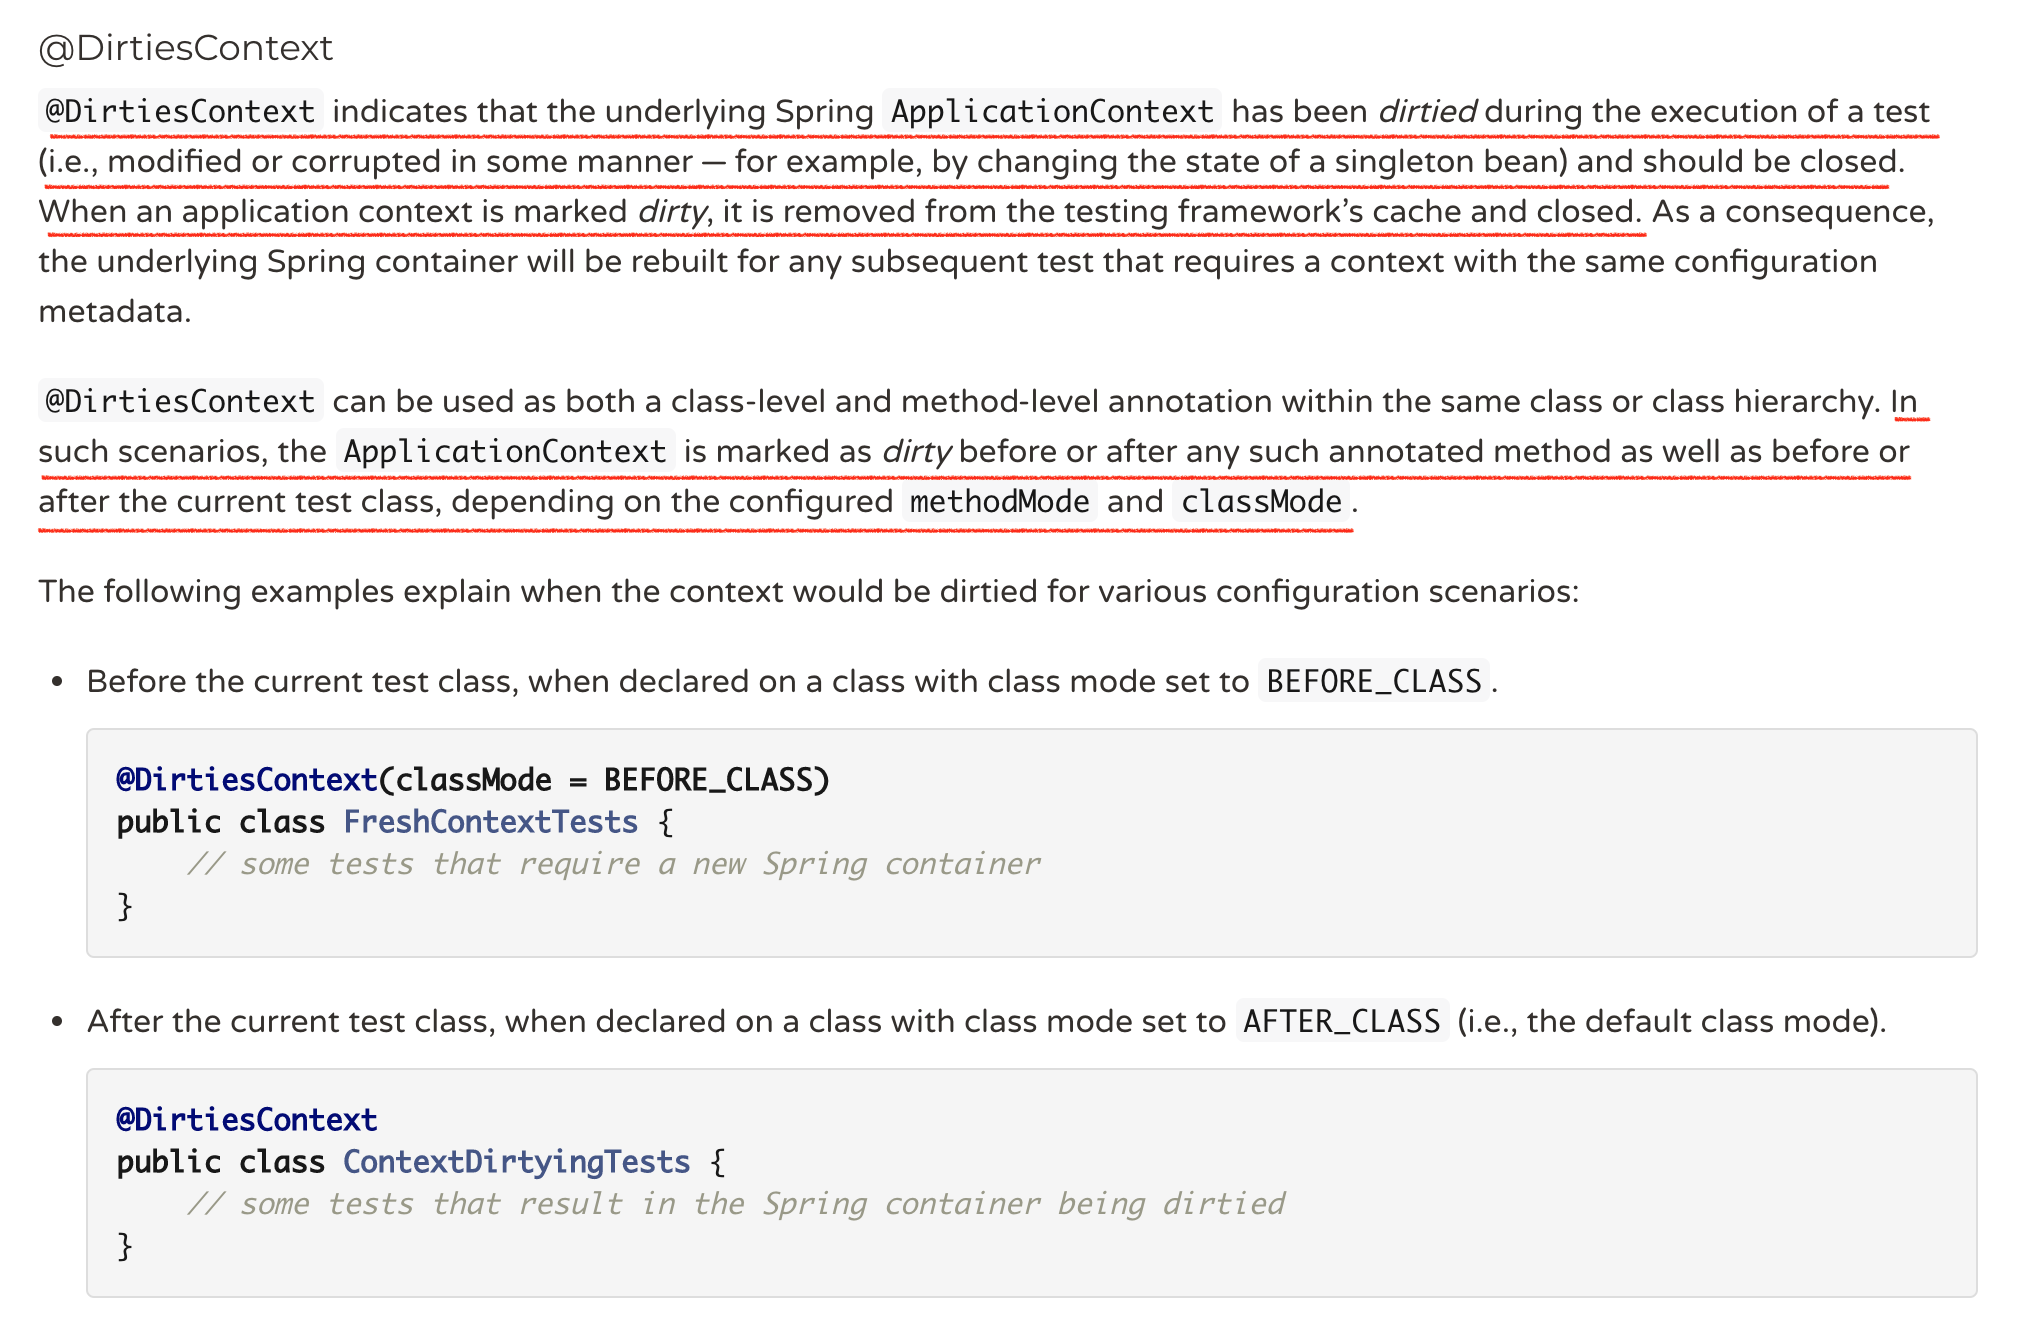 @DirtiesContext
@DirtiesContext indicates that the underlying Spring ApplicationContext has been dirtied during the execution of a test
(i.e., modified or corrupted in some manner — for example, by changing the state of a singleton bean) and should be closed.
When an application context is marked dirty, it is removed from the testing framework’s cache and closed. As a consequence,
the underlying Spring container will be rebuilt for any subsequent test that requires a context with the same configuration
metadata.
@DirtiesContext can be used as both a class-level and method-level annotation within the same class or class hierarchy. In
such scenarios, the ApplicationContext is marked as dirty before or after any such annotated method as well as before or
after the current test class, depending on the configured methodMode and classMode.
The following examples explain when the context would be dirtied for various configuration scenarios:
• Before the current test class, when declared on a class with class mode set to BEFORE_CLASS.
@DirtiesContext(classMode = BEFORE_CLASS)
public class FreshContextTests {
    // some tests that require a new Spring container
}
• After the current test class, when declared on a class with class mode set to AFTER_CLASS (i.e., the default class mode).
@DirtiesContext
public class ContextDirtyingTests {
    // some tests that result in the Spring container being dirtied
}